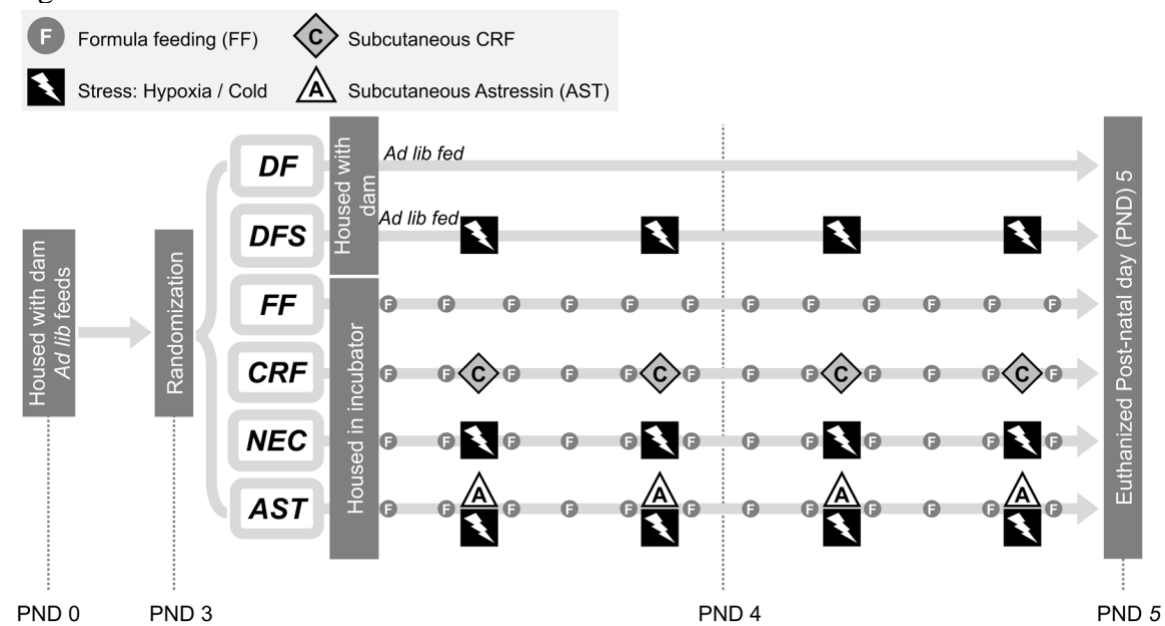 F Formula feeding (FF)
C Subcutaneous CRF
Stress: Hypoxia / Cold
A Subcutaneous Astressin (AST)
Housed with dam
Ad lib feeds
Randomization
Housed with
dam
Housed in incubator
DF
Ad lib fed
DFS
Ad lib fed
FF
F F F F F F F F F F F F
CRF
F F C F F F C F F F C F F F C F
NEC
F F F F F F F F F F F F
AST
A A A A
F F F F F F F F F F F F
Euthanized Post-natal day (PND) 5
PND 0
PND 3
PND 4
PND 5